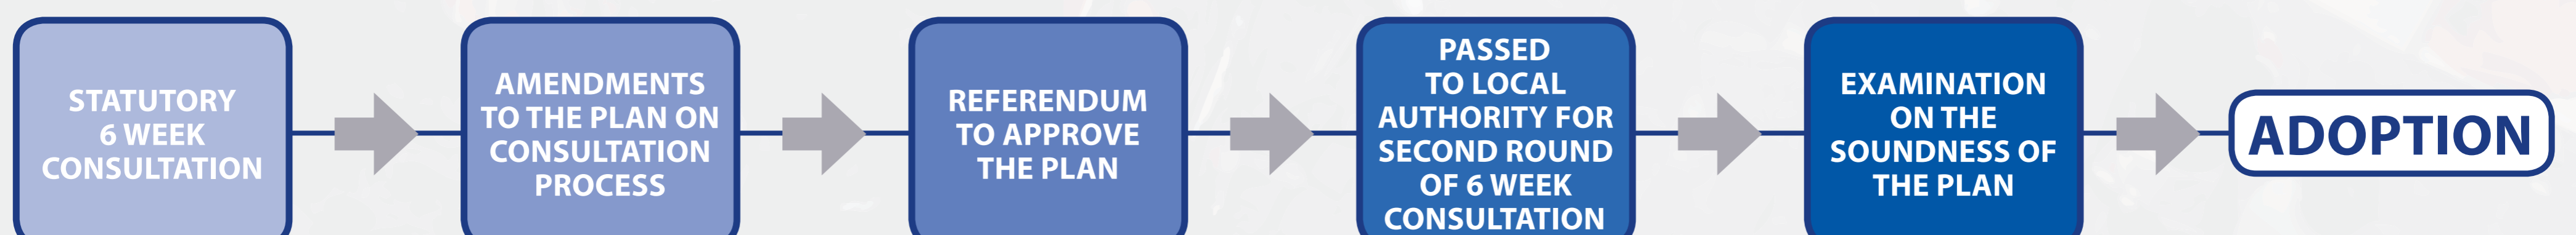 STATUTORY
6 WEEK
CONSULTATION
AMENDMENTS
TO THE PLAN ON
CONSULTATION
PROCESS
REFERENDUM
TO APPROVE
THE PLAN
PASSED
TO LOCAL
AUTHORITY FOR
SECOND ROUND
OF 6 WEEK
CONSULTATION
EXAMINATION
ON THE
SOUNDNESS OF
THE PLAN
ADOPTION